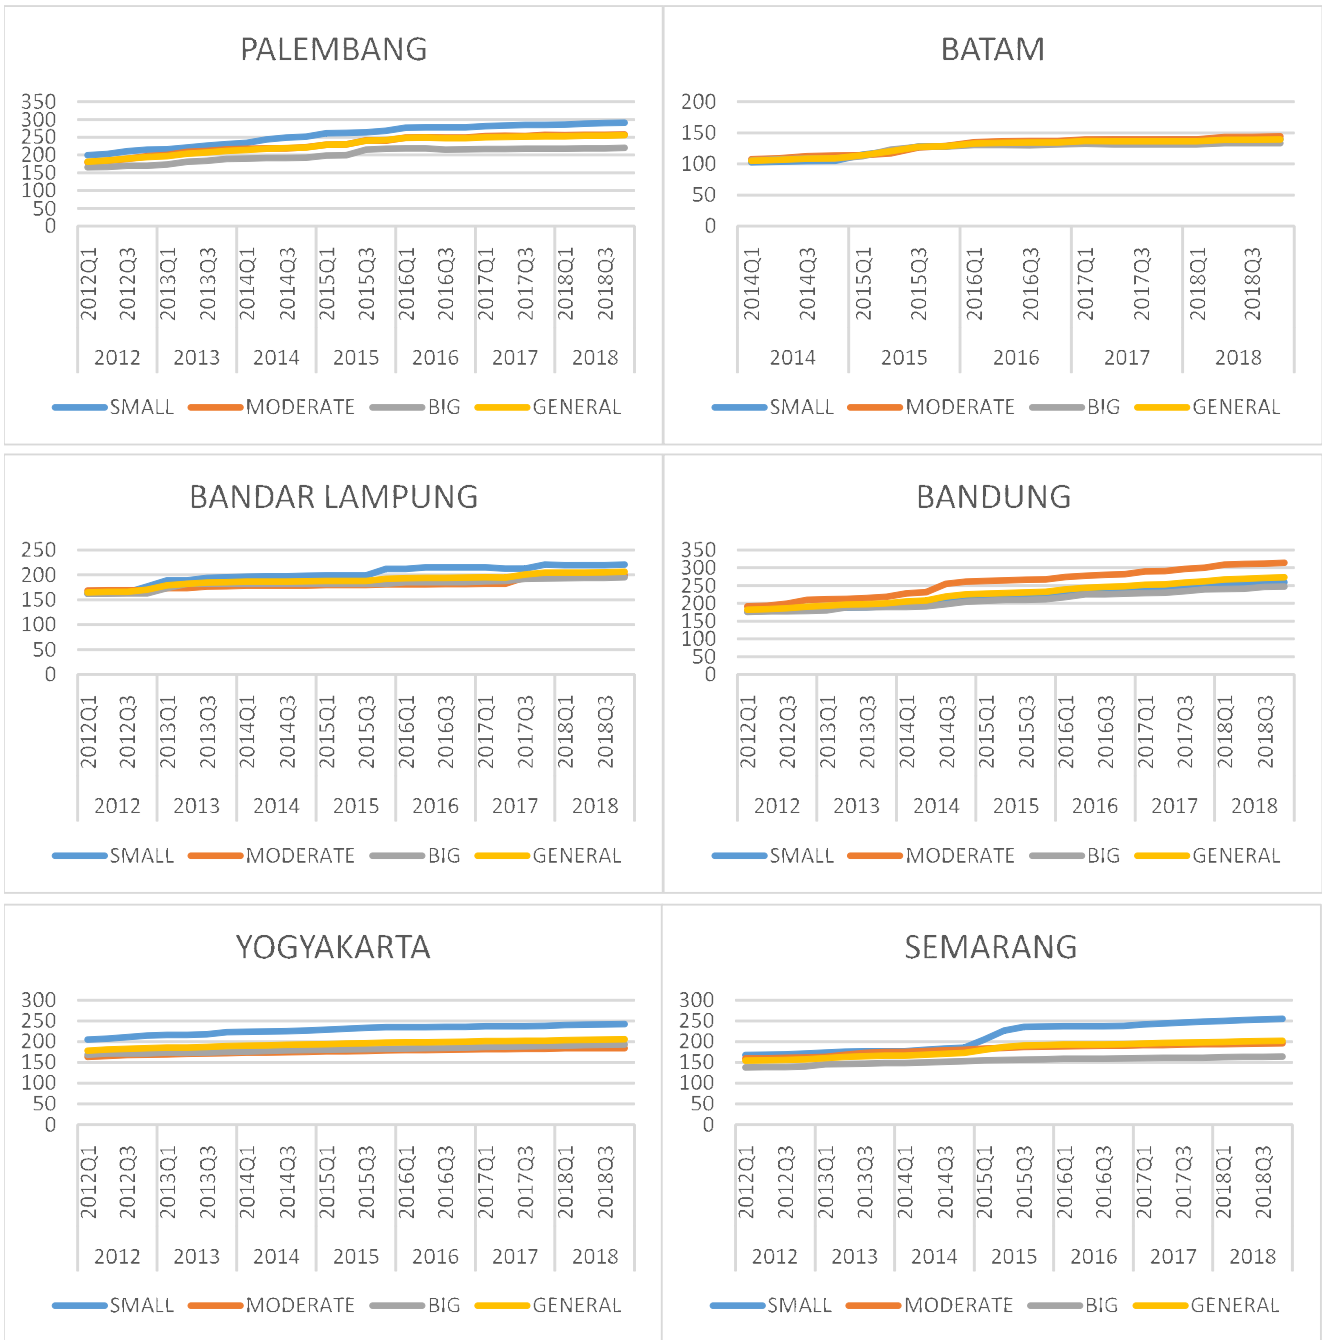 PALEMBANG
350
300
250
200
150
100
50
0
2012Q1 2012Q3 2013Q1 2013Q3 2014Q1 2014Q3 2015Q1 2015Q3 2016Q1 2016Q3 2017Q1 2017Q3 2018Q1 2018Q3
2012 2013 2014 2015 2016 2017 2018
SMALL MODERATE BIG GENERAL
BATAM
200
150
100
50
0
2014Q1 2014Q3 2015Q1 2015Q3 2016Q1 2016Q3 2017Q1 2017Q3 2018Q1 2018Q3
2014 2015 2016 2017 2018
SMALL MODERATE BIG GENERAL
BANDAR LAMPUNG
250
200
150
100
50
0
2012Q1 2012Q3 2013Q1 2013Q3 2014Q1 2014Q3 2015Q1 2015Q3 2016Q1 2016Q3 2017Q1 2017Q3 2018Q1 2018Q3
2012 2013 2014 2015 2016 2017 2018
SMALL MODERATE BIG GENERAL
BANDUNG
350
300
250
200
150
100
50
0
2012Q1 2012Q3 2013Q1 2013Q3 2014Q1 2014Q3 2015Q1 2015Q3 2016Q1 2016Q3 2017Q1 2017Q3 2018Q1 2018Q3
2012 2013 2014 2015 2016 2017 2018
SMALL MODERATE BIG GENERAL
YOGYAKARTA
300
250
200
150
100
50
0
2012Q1 2012Q3 2013Q1 2013Q3 2014Q1 2014Q3 2015Q1 2015Q3 2016Q1 2016Q3 2017Q1 2017Q3 2018Q1 2018Q3
2012 2013 2014 2015 2016 2017 2018
SMALL MODERATE BIG GENERAL
SEMARANG
300
250
200
150
100
50
0
2012Q1 2012Q3 2013Q1 2013Q3 2014Q1 2014Q3 2015Q1 2015Q3 2016Q1 2016Q3 2017Q1 2017Q3 2018Q1 2018Q3
2012 2013 2014 2015 2016 2017 2018
SMALL MODERATE BIG GENERAL